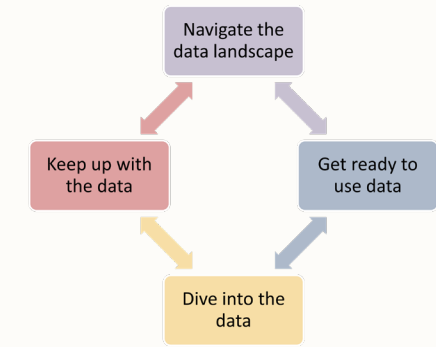 Navigate the
data landscape
Keep up with
the data
Get ready to
use data
Dive into the
data